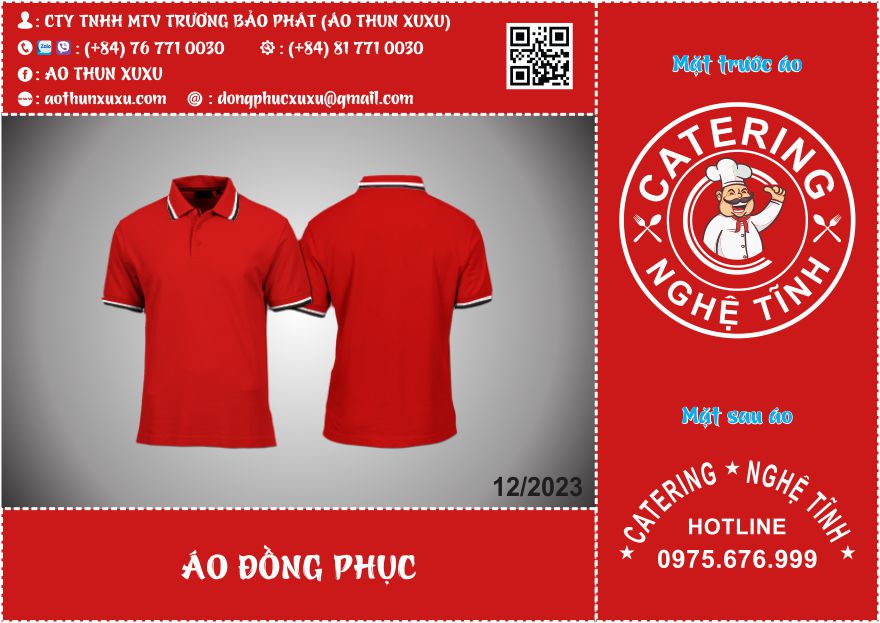 : CTY TNHH MTV TRƯƠNG BẢO PHÁT (ÁO THUN XUXU)
Zalo : (+84) 76 771 0030 : (+84) 81 771 0030
: ÁO THUN XUXU
: aothunxuxu.com @ : dongphucxuxu@gmail.com
12/2023
ÁO ĐỒNG PHỤC
Mặt trước áo
CATERING
NGHỆ TĨNH
Mặt sau áo
CATERING ★ NGHỆ TĨNH
HOTLINE
★ 0975.676.999 ★